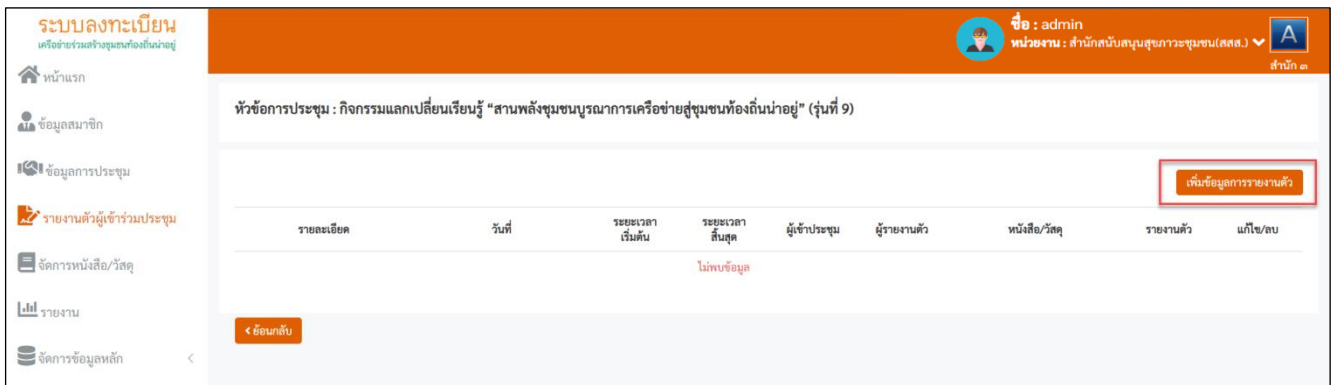 ระบบลงทะเบียน
เครือข่ายร่วมสร้างชุมชนท้องถิ่นน่าอยู่
ชื่อ : admin
หน่วยงาน : สำนักสนับสนุนสุขภาวะชุมชน(สสส.)
A
สำนัก ๓
หน้าแรก
ข้อมูลสมาชิก
ข้อมูลการประชุม
รายงานตัวผู้เข้าร่วมประชุม
จัดการหนังสือ/วัสดุ
รายงาน
จัดการข้อมูลหลัก
หัวข้อการประชุม : กิจกรรมแลกเปลี่ยนเรียนรู้ “สานพลังชุมชนบูรณาการเครือข่ายสู่ชุมชนท้องถิ่นน่าอยู่” (รุ่นที่ 9)
เพิ่มข้อมูลการรายงานตัว
รายละเอียด วันที่ ระยะเวลาเริ่มต้น ระยะเวลาสิ้นสุด ผู้เข้าประชุม ผู้รายงานตัว หนังสือ/วัสดุ รายงานตัว แก้ไข/ลบ
ไม่พบข้อมูล
ย้อนกลับ